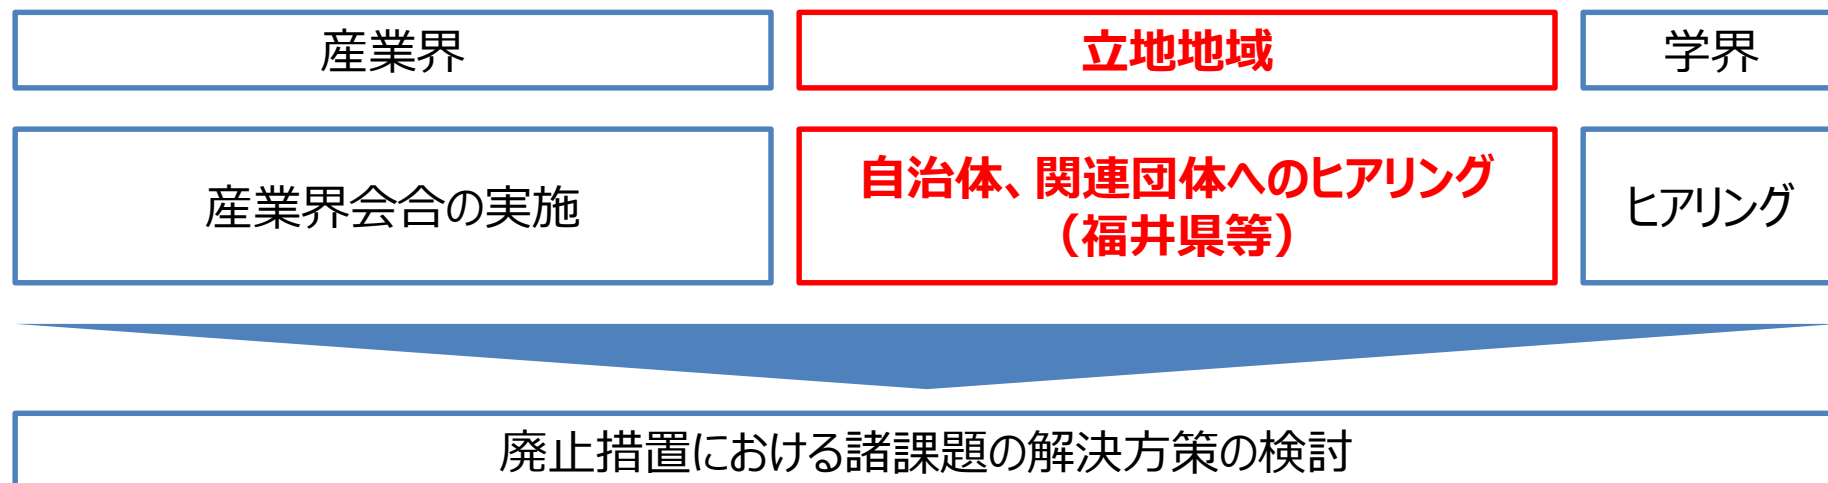 産業界
立地地域
学界
産業界会合の実施
自治体、関連団体へのヒアリング
（福井県等）
ヒアリング
廃止措置における諸課題の解決方策の検討